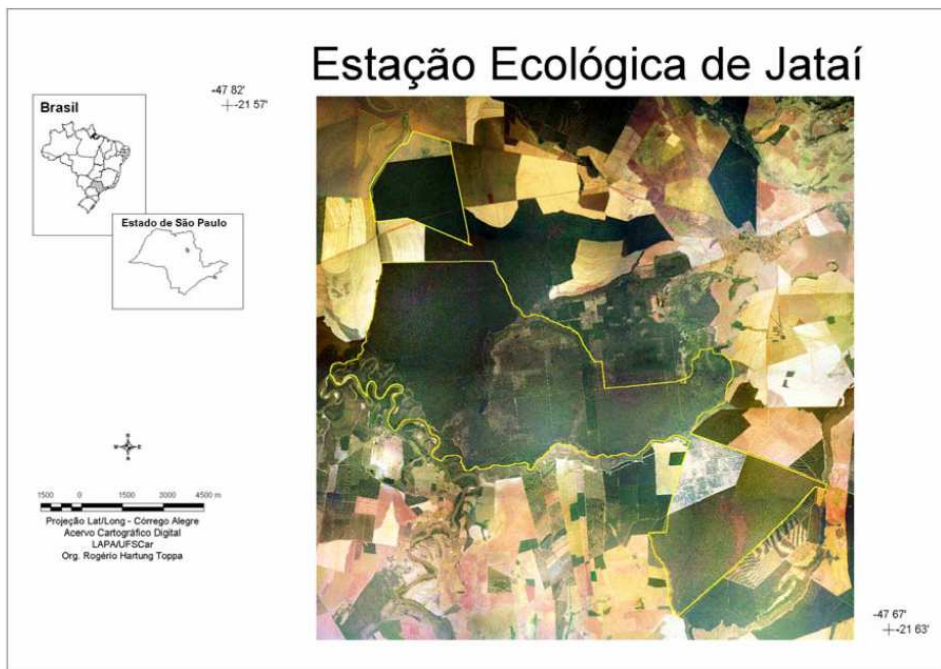 Estação Ecológica de Jataí
-47 82'
-21 57'
Brasil
Estado de São Paulo
N
W E
S
1500 0 1500 3000 4500 m
Projeção Lat/Long - Córrego Alegre
Acervo Cartográfico Digital
LAPA/UFSCar
Org. Rogério Hartung Toppa
-47 67'
-21 63'